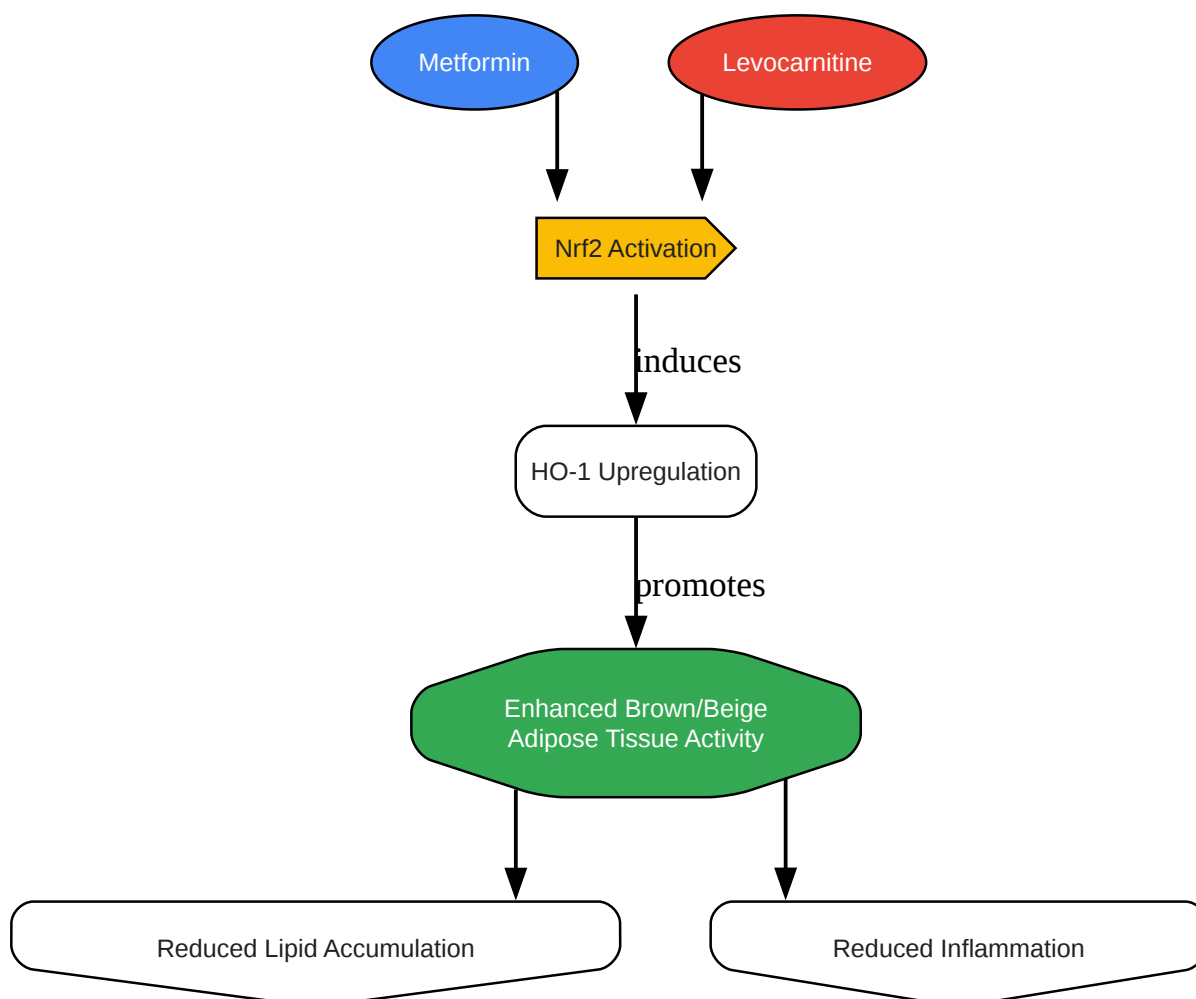 Metformin
Levocarnitine
Nrf2 Activation
induces
HO-1 Upregulation
promotes
Enhanced Brown/Beige
Adipose Tissue Activity
Reduced Lipid Accumulation
Reduced Inflammation